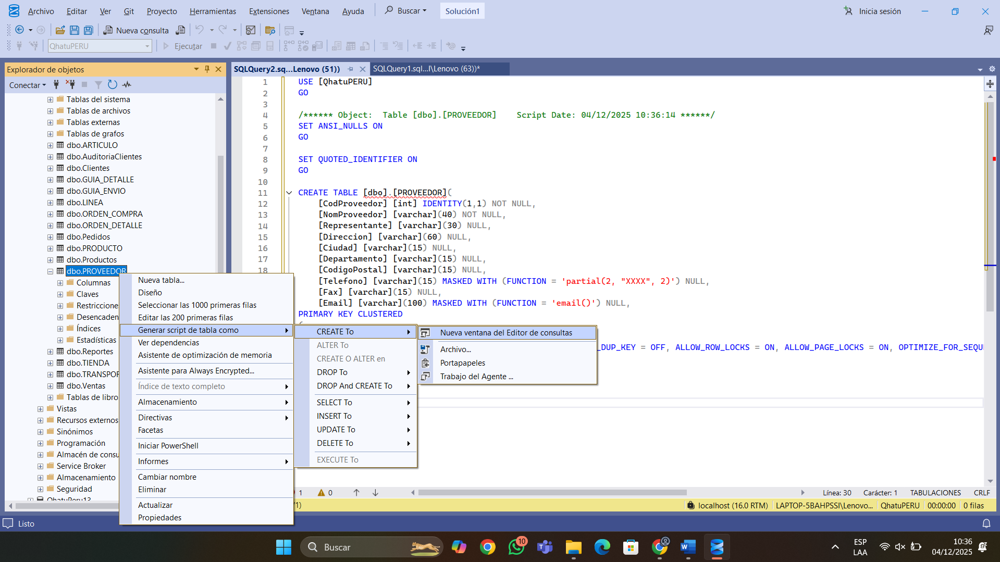 Archivo Editar Ver Git Proyecto Herramientas Extensiones Ventana Ayuda Buscar Solución1 Inicia sesión
Nueva consulta
QhatuPERU Ejecutar
Explorador de objetos
Conectar
Tablas del sistema
Tablas de archivos
Tablas externas
Tablas de grafos
dbo.ARTICULO
dbo.AuditoriaClientes
dbo.Clientes
dbo.GUIA_DETALLE
dbo.GUIA_ENVIO
dbo.LINEA
dbo.ORDEN_COMPRA
dbo.ORDEN_DETALLE
dbo.Pedidos
dbo.PRODUCTO
dbo.Productos
dbo.PROVEEDOR
Columnas
Claves
Restriccione
Desencaden
Índices
Estadísticas
dbo.Reportes
dbo.TIENDA
dbo.TRANSPOR
dbo.Ventas
Tablas de libro
Vistas
Recursos externos
Sinónimos
Programación
Almacén de consu
Service Broker
Almacenamiento
Seguridad
QhatuPeru13
SQLQuery2.sq...Lenovo (51)) SQLQuery1.sql...l\Lenovo (63))*
1 USE [QhatuPERU]
2 GO
3
4 /****** Object:  Table [dbo].[PROVEEDOR]    Script Date: 04/12/2025 10:36:14 ******/
5 SET ANSI_NULLS ON
6 GO
7
8 SET QUOTED_IDENTIFIER ON
9 GO
10
11 CREATE TABLE [dbo].[PROVEEDOR](
12 [CodProveedor] [int] IDENTITY(1,1) NOT NULL,
13 [NomProveedor] [varchar](40) NOT NULL,
14 [Representante] [varchar](30) NULL,
15 [Direccion] [varchar](60) NULL,
16 [Ciudad] [varchar](15) NULL,
17 [Departamento] [varchar](15) NULL,
18 [CodigoPostal] [varchar](15) NULL,
[Telefono] [varchar](15) MASKED WITH (FUNCTION = 'partial(2, "XXXX", 2)') NULL,
[Fax] [varchar](15) NULL,
[Email] [varchar](100) MASKED WITH (FUNCTION = 'email()') NULL,
PRIMARY KEY CLUSTERED
_DUP_KEY = OFF, ALLOW_ROW_LOCKS = ON, ALLOW_PAGE_LOCKS = ON, OPTIMIZE_FOR_SEQU
Nueva tabla...
Diseño
Seleccionar las 1000 primeras filas
Editar las 200 primeras filas
Generar script de tabla como
Ver dependencias
Asistente de optimización de memoria
Asistente para Always Encrypted...
Índice de texto completo
Almacenamiento
Directivas
Facetas
Iniciar PowerShell
Informes
Cambiar nombre
Eliminar
Actualizar
Propiedades
CREATE To
ALTER To
CREATE O ALTER en
DROP To
DROP And CREATE To
SELECT To
INSERT To
UPDATE To
DELETE To
EXECUTE To
Nueva ventana del Editor de consultas
Archivo...
Portapapeles
Trabajo del Agente ...
1 0 Línea: 30 Carácter: 1 TABULACIONES CRLF
/1) localhost (16.0 RTM) LAPTOP-5BAHPSSI\Lenovo... QhatuPERU 00:00:00 0 filas
Listo
Buscar 10 ESP LAA 10:36 04/12/2025